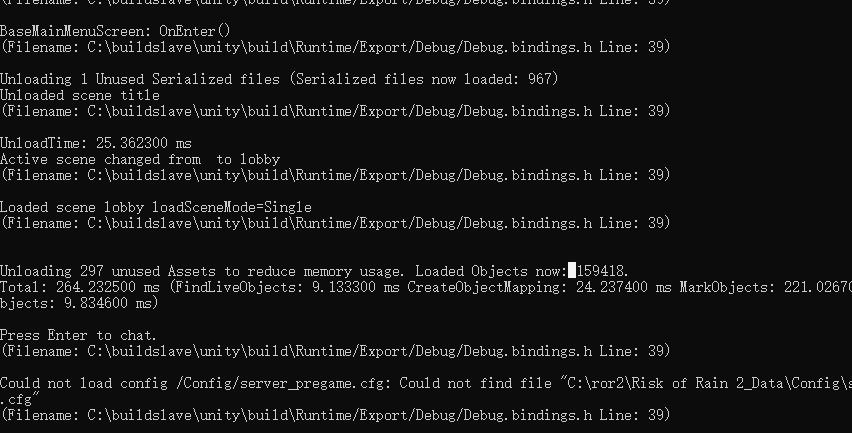 (Filename: C:\buildslave\unity\build\Runtime/Export/Debug/Debug.bindings.h Line: 39)
BaseMainMenuScreen: OnEnter()
(Filename: C:\buildslave\unity\build\Runtime/Export/Debug/Debug.bindings.h Line: 39)
Unloading 1 Unused Serialized files (Serialized files now loaded: 967)
Unloaded scene title
(Filename: C:\buildslave\unity\build\Runtime/Export/Debug/Debug.bindings.h Line: 39)
UnloadTime: 25.362300 ms
Active scene changed from  to lobby
(Filename: C:\buildslave\unity\build\Runtime/Export/Debug/Debug.bindings.h Line: 39)
Loaded scene lobby loadSceneMode=Single
(Filename: C:\buildslave\unity\build\Runtime/Export/Debug/Debug.bindings.h Line: 39)
Unloading 297 unused Assets to reduce memory usage. Loaded Objects now: 159418.
Total: 264.232500 ms (FindLiveObjects: 9.133300 ms CreateObjectMapping: 24.237400 ms MarkObjects: 221.02670
bjects: 9.834600 ms)
Press Enter to chat.
(Filename: C:\buildslave\unity\build\Runtime/Export/Debug/Debug.bindings.h Line: 39)
Could not load config /Config/server_pregame.cfg: Could not find file "C:\ror2\Risk of Rain 2_Data\Config\s
.cfg"
(Filename: C:\buildslave\unity\build\Runtime/Export/Debug/Debug.bindings.h Line: 39)